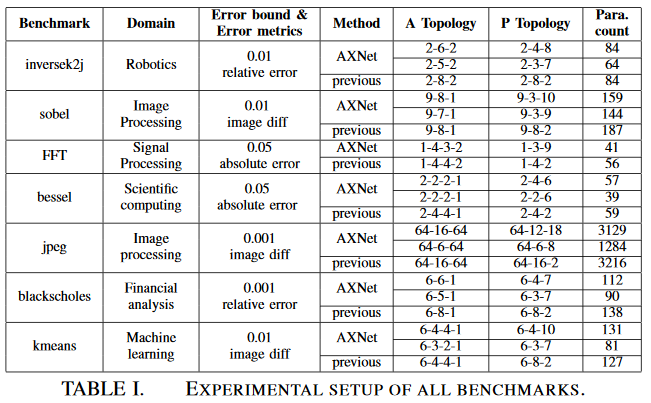 Benchmark Domain Error bound & Error metrics Method A Topology P Topology Para. count
inversek2j Robotics 0.01 relative error AXNet 2-6-2 2-4-8 84
2-5-2 2-3-7 64
previous 2-8-2 2-8-2 84
sobel Image Processing 0.01 image diff AXNet 9-8-1 9-3-10 159
9-7-1 9-3-9 144
previous 9-8-1 9-8-2 187
FFT Signal Processing 0.05 absolute error AXNet 1-4-3-2 1-3-9 41
previous 1-4-4-2 1-4-2 56
bessel Scientific computing 0.05 absolute error AXNet 2-2-2-1 2-4-6 57
2-2-2-1 2-2-6 39
previous 2-4-4-1 2-4-2 59
jpeg Image processing 0.001 image diff AXNet 64-16-64 64-12-18 3129
64-6-64 64-6-8 1284
previous 64-16-64 64-16-2 3216
blackscholes Financial analysis 0.001 relative error AXNet 6-6-1 6-4-7 112
6-5-1 6-3-7 90
previous 6-8-1 6-8-2 138
kmeans Machine learning 0.01 image diff AXNet 6-4-4-1 6-4-10 131
6-3-2-1 6-3-7 81
previous 6-4-4-1 6-8-2 127
TABLE I. EXPERIMENTAL SETUP OF ALL BENCHMARKS.